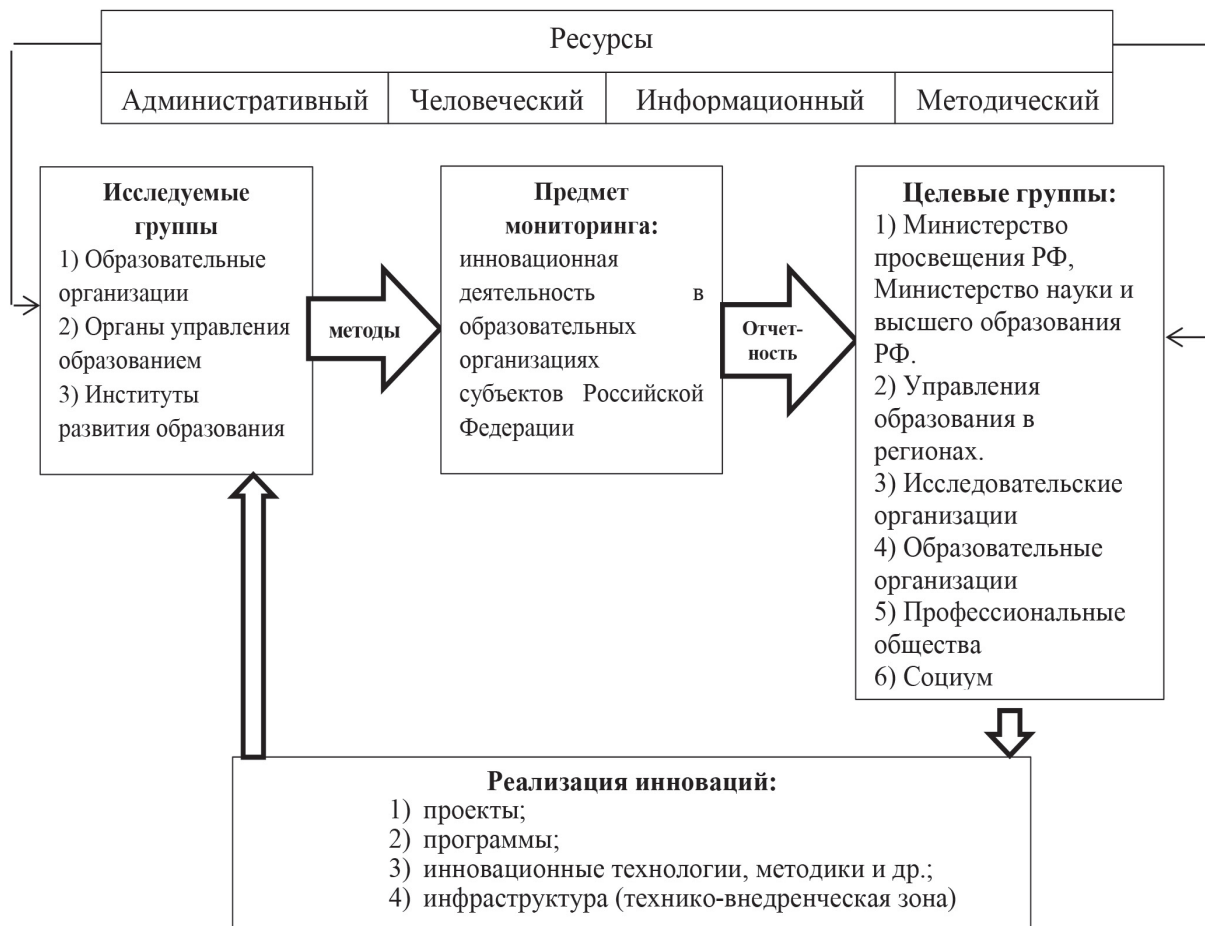 Ресурсы
Административный
Человеческий
Информационный
Методический
Исследуемые
группы
1) Образовательные
организации
2) Органы управления
образованием
3) Институты
развития образования
методы
Предмет
мониторинга:
инновационная
деятельность в
образовательных
организациях
субъектов Российской
Федерации
Отчет-
ность
Целевые группы:
1) Министерство
просвещения РФ,
Министерство науки и
высшего образования
РФ.
2) Управления
образования в
регионах.
3) Исследовательские
организации
4) Образовательные
организации
5) Профессиональные
общества
6) Социум
Реализация инноваций:
1) проекты;
2) программы;
3) инновационные технологии, методики и др.;
4) инфраструктура (технико-внедренческая зона)